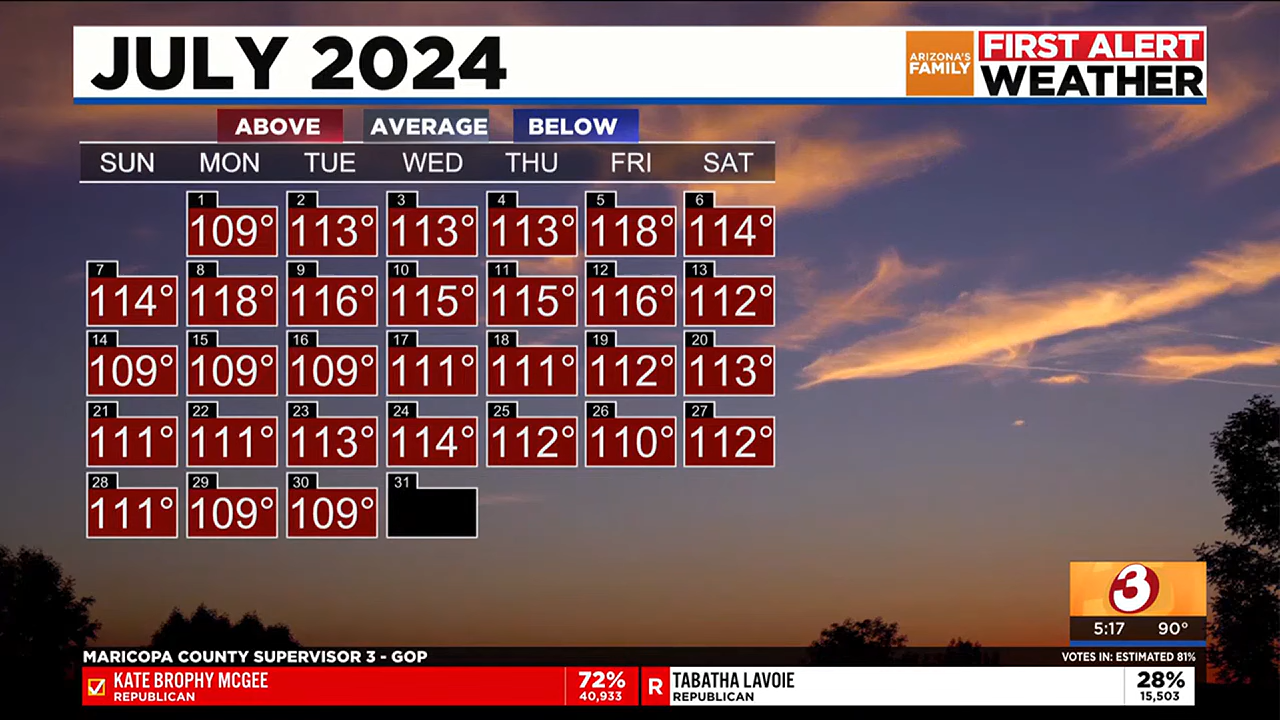 JULY 2024
ARIZONA'S FAMILY
FIRST ALERT WEATHER
ABOVE AVERAGE BELOW
SUN MON TUE WED THU FRI SAT
1 2 3 4 5 6
109° 113° 113° 113° 118° 114°
7 8 9 10 11 12 13
114° 118° 116° 115° 115° 116° 112°
14 15 16 17 18 19 20
109° 109° 109° 111° 111° 112° 113°
21 22 23 24 25 26 27
111° 111° 113° 114° 112° 110° 112°
28 29 30 31
111° 109° 109°
3
5:17 90°
MARICOPA COUNTY SUPERVISOR 3 - GOP
VOTES IN: ESTIMATED 81%
KATE BROPHY MCGEE
REPUBLICAN
72%
40,933
R
TABATHA LAVOIE
REPUBLICAN
28%
15,503